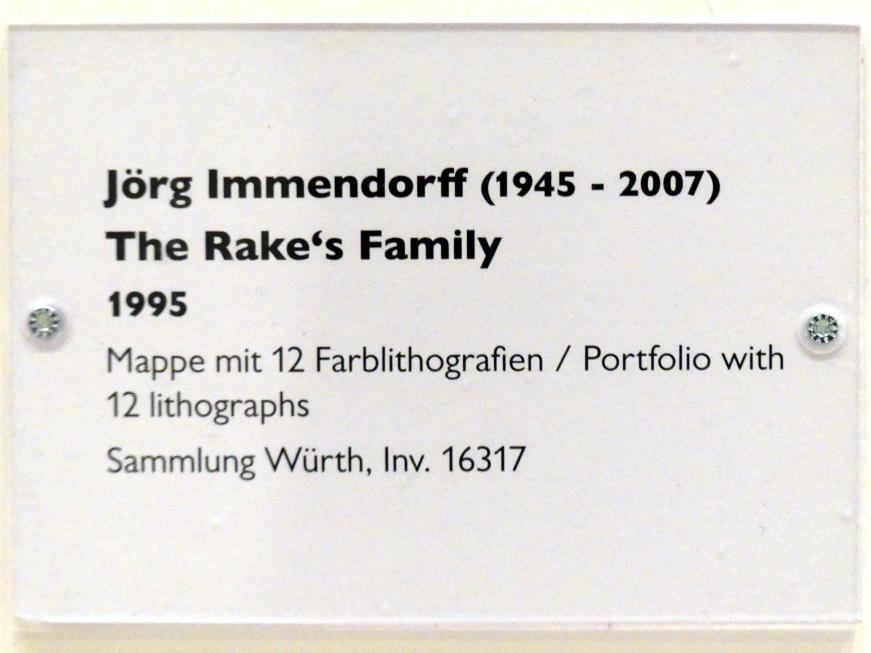 Jörg Immendorff (1945 - 2007)
The Rake‘s Family
1995
Mappe mit 12 Farblithografien / Portfolio with
12 lithographs
Sammlung Würth, Inv. 16317